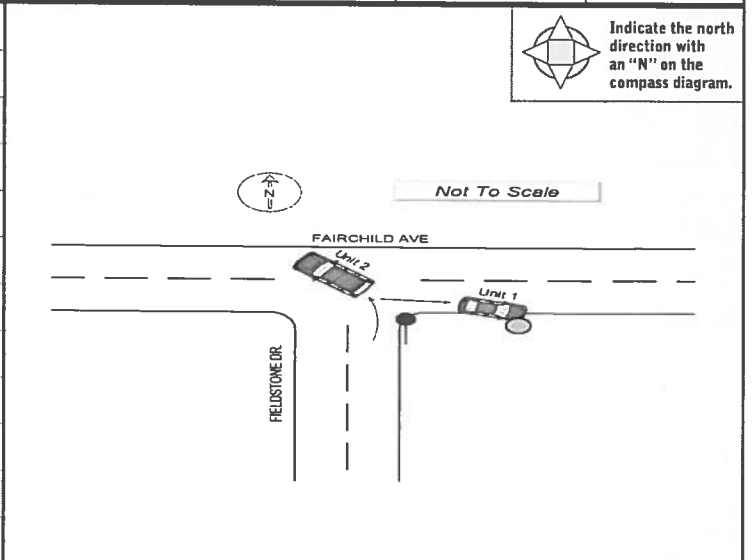 Indicate the north
direction with
an "N" on the
compass diagram.
N
Not To Scale
FAIRCHILD AVE
Unit 2
Unit 1
FIELDSTONE DR.